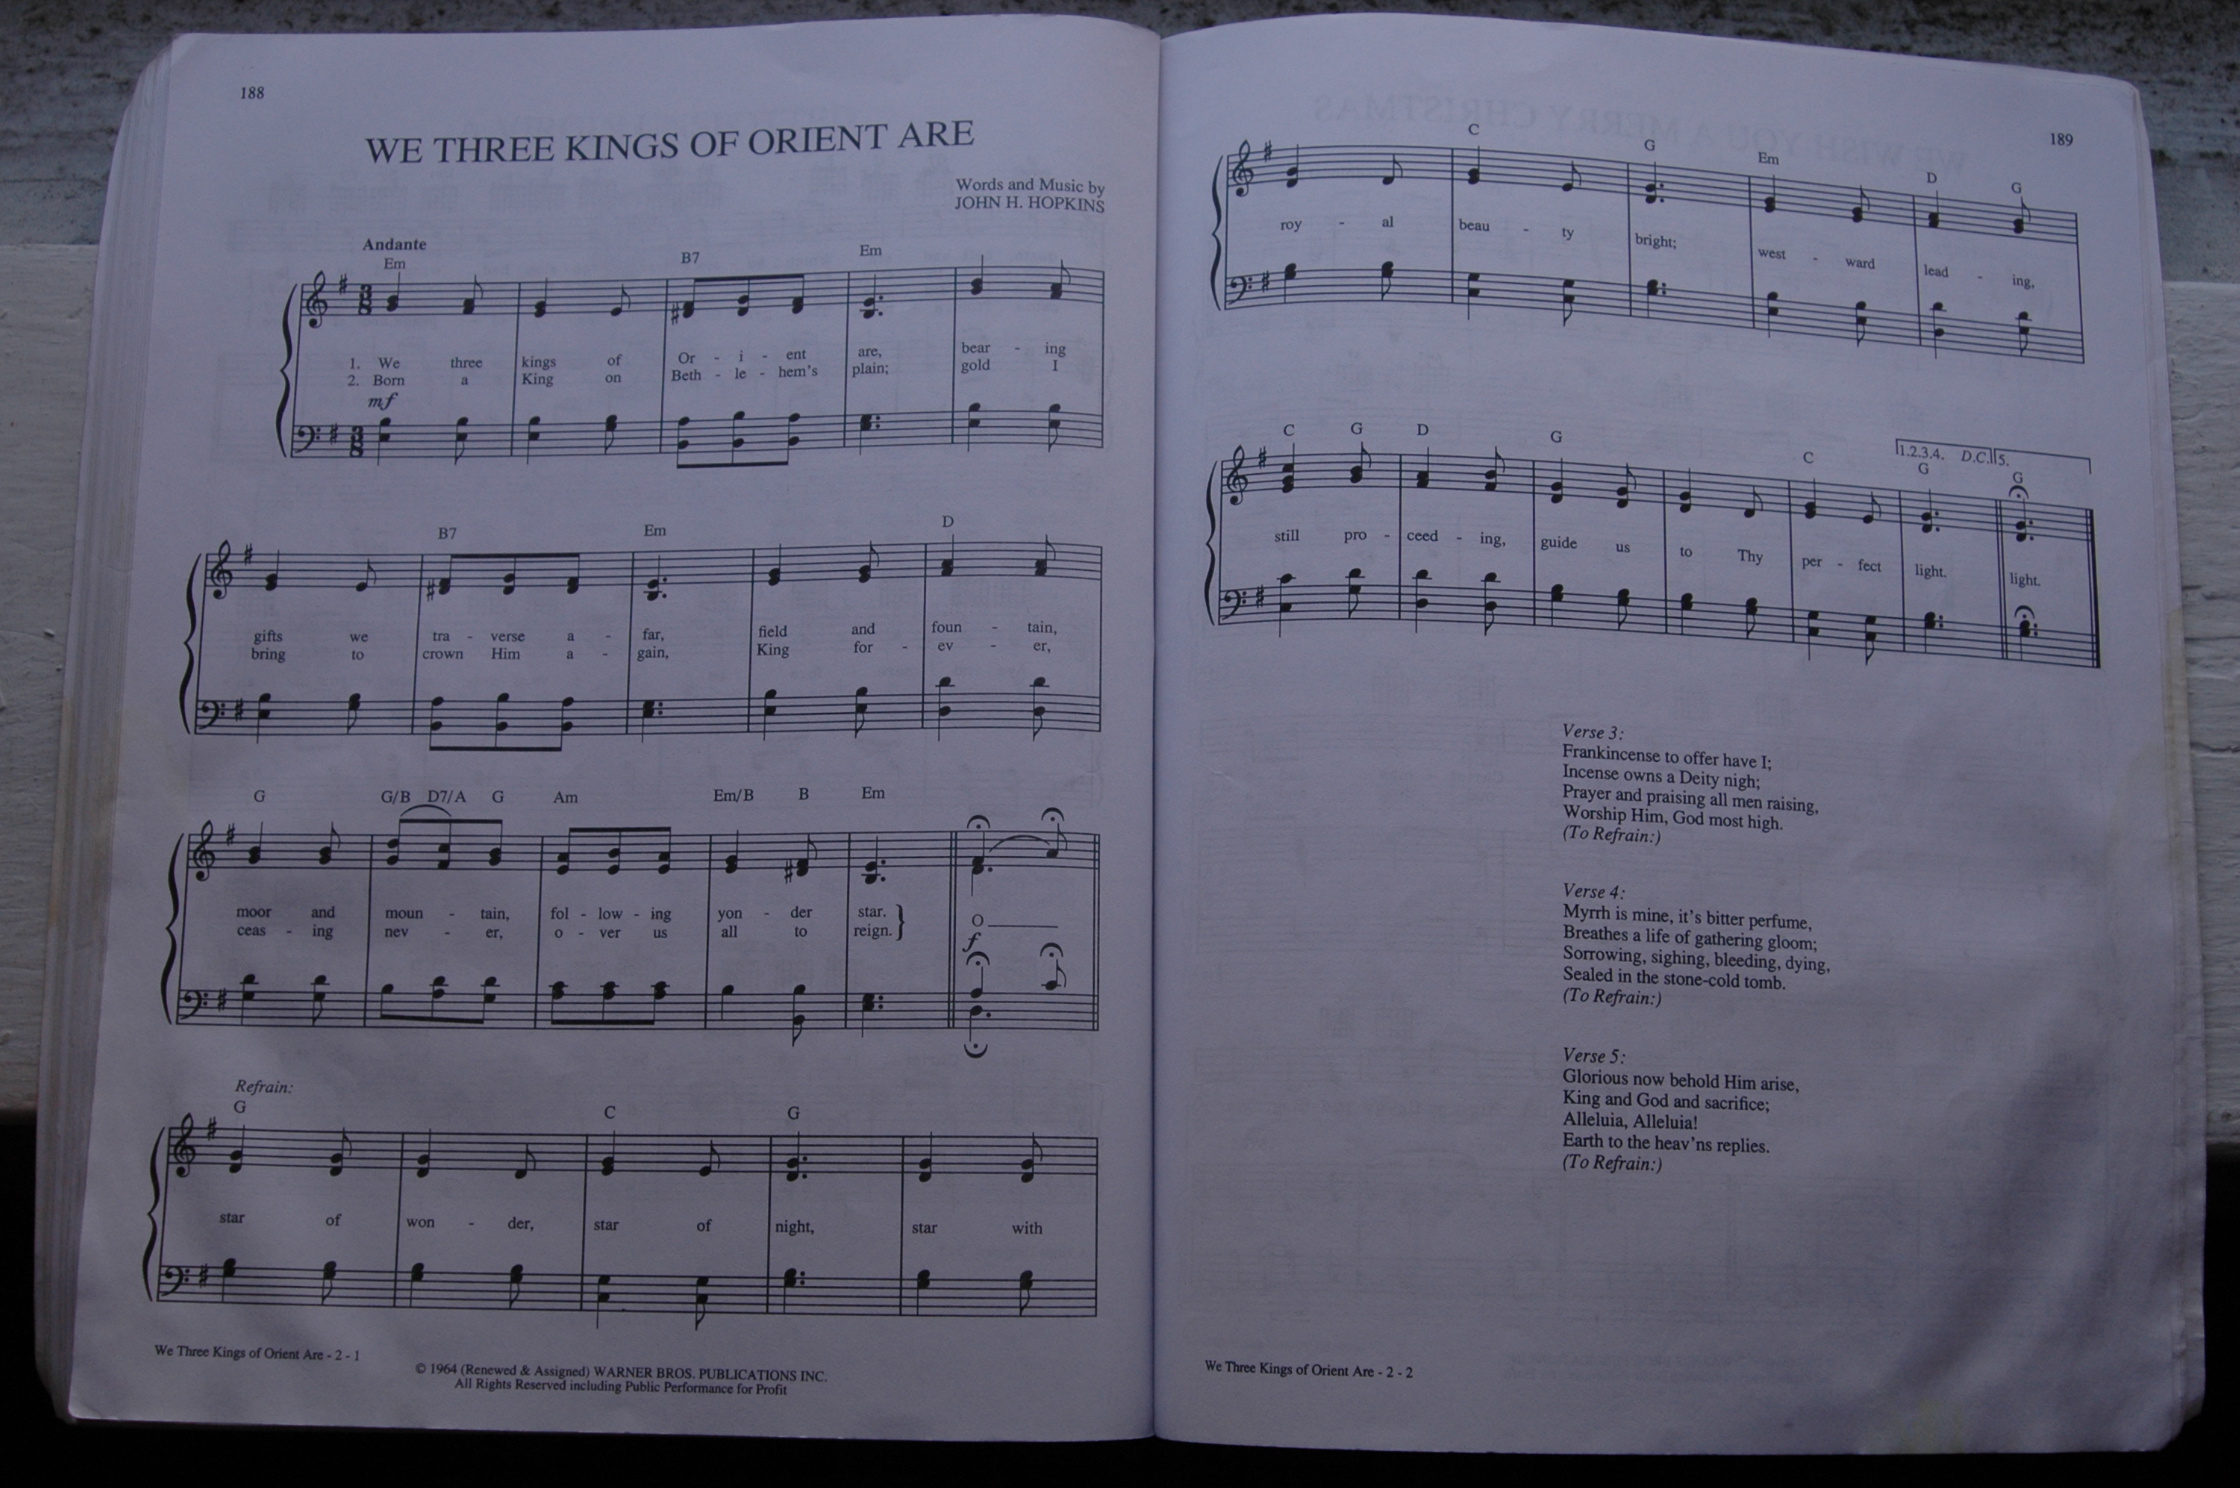 188
WE THREE KINGS OF ORIENT ARE
Words and Music by
JOHN H. HOPKINS
Andante
Em B7 Em
1. We three kings of Or - i - ent are, bear - ing
2. Born a King on Beth - le - hem's plain; gold I
mf
B7 Em D
gifts we tra - verse a - far, field and foun - tain,
bring to crown Him a - gain, King for - ev - er,
G G/B D7/A G Am Em/B B Em
moor and moun - tain, fol - low - ing yon - der star. O
ceas - ing nev - er, o - ver us all to reign.
f
Refrain:
G C G
star of won - der, star of night, star with
We Three Kings of Orient Are - 2 - 1
© 1964 (Renewed & Assigned) WARNER BROS. PUBLICATIONS INC.
All Rights Reserved including Public Performance for Profit
189
C G Em D G
roy - al beau - ty bright; west - ward lead - ing,
1.2.3.4. D.C. 5.
C G D G C G G
still pro - ceed - ing, guide us to Thy per - fect light. light.
Verse 3:
Frankincense to offer have I;
Incense owns a Deity nigh;
Prayer and praising all men raising,
Worship Him, God most high.
(To Refrain:)
Verse 4:
Myrrh is mine, it's bitter perfume,
Breathes a life of gathering gloom;
Sorrowing, sighing, bleeding, dying,
Sealed in the stone-cold tomb.
(To Refrain:)
Verse 5:
Glorious now behold Him arise,
King and God and sacrifice;
Alleluia, Alleluia!
Earth to the heav'ns replies.
(To Refrain:)
We Three Kings of Orient Are - 2 - 2